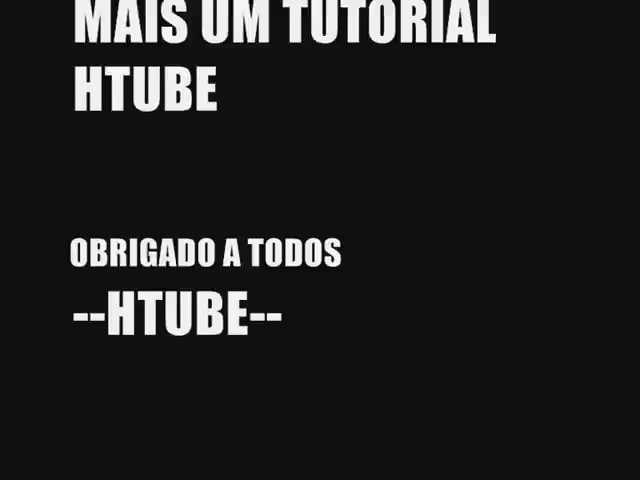 MAIS UM TUTORIAL
HTUBE
OBRIGADO A TODOS
--HTUBE--